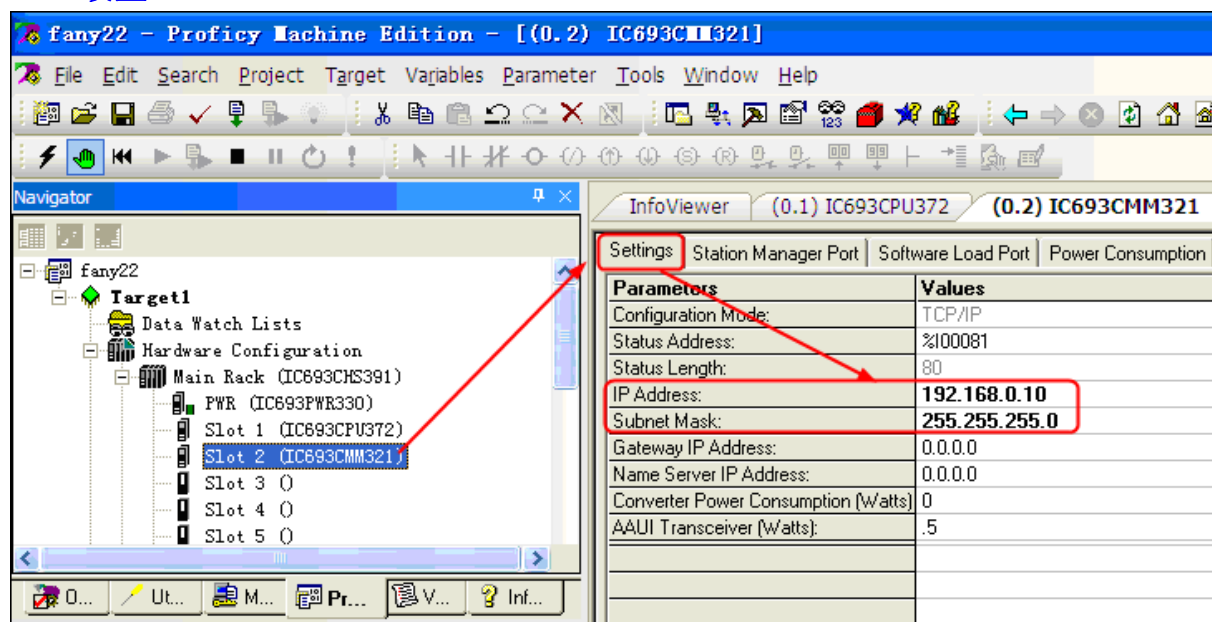 fany22 - Proficy Machine Edition - [(0.2) IC693CMM321]
File Edit Search Project Target Variables Parameter Tools Window Help
Navigator
InfoViewer (0.1) IC693CPU372 (0.2) IC693CMM321
Settings Station Manager Port Software Load Port Power Consumption
fany22
Target1
Data Watch Lists
Hardware Configuration
Main Rack (IC693CHS391)
PWR (IC693PWR330)
Slot 1 (IC693CPU372)
Slot 2 (IC693CMM321)
Slot 3 ()
Slot 4 ()
Slot 5 ()
Parameters Values
Configuration Mode: TCP/IP
Status Address: %I00081
Status Length: 80
IP Address: 192.168.0.10
Subnet Mask: 255.255.255.0
Gateway IP Address: 0.0.0.0
Name Server IP Address: 0.0.0.0
Converter Power Consumption (Watts) 0
AAUI Transceiver (Watts): .5
O... Ut... M... Pr... V... Inf...